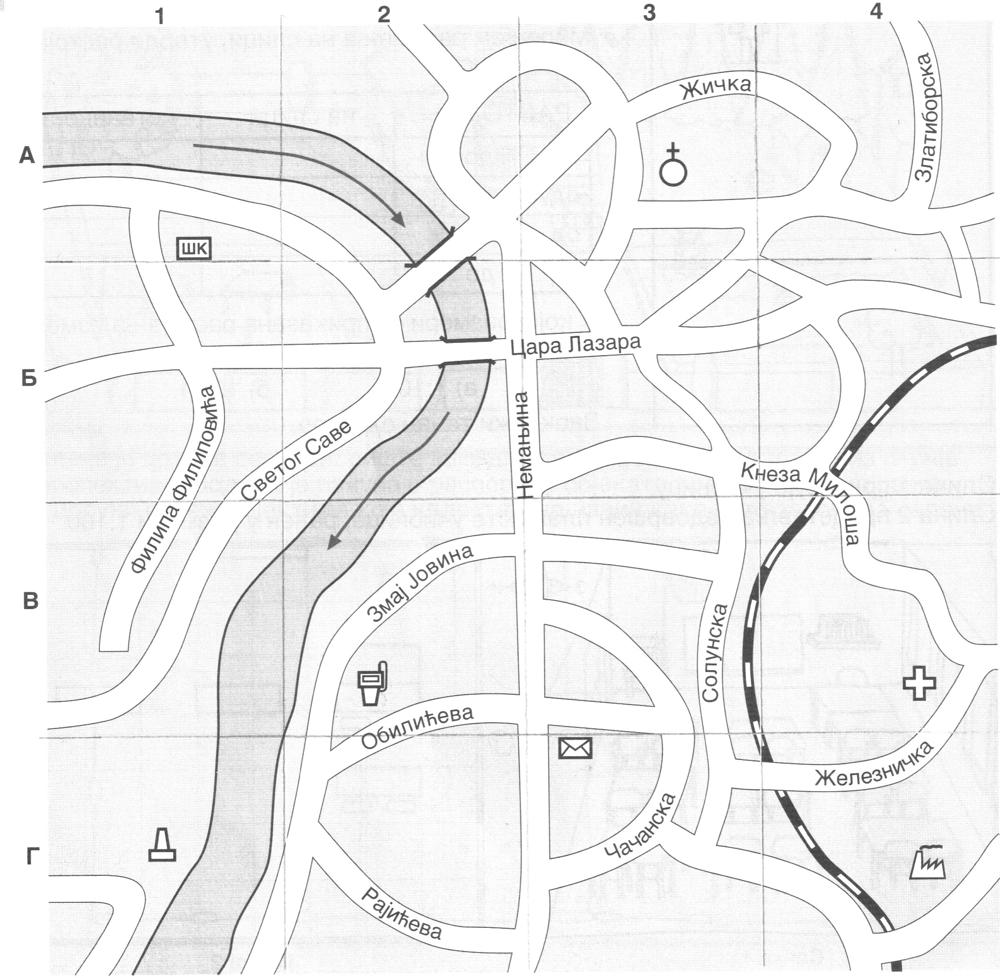 1 2 3 4
Жичка
Златиборска
А
ШК
Цара Лазара
Б
Филипа Филиповића
Светог Саве
Немањина
Кнеза Милоша
Змај Јовина
В
Солунска
Обилићева
Железничка
Чачанска
Г
Рајићева